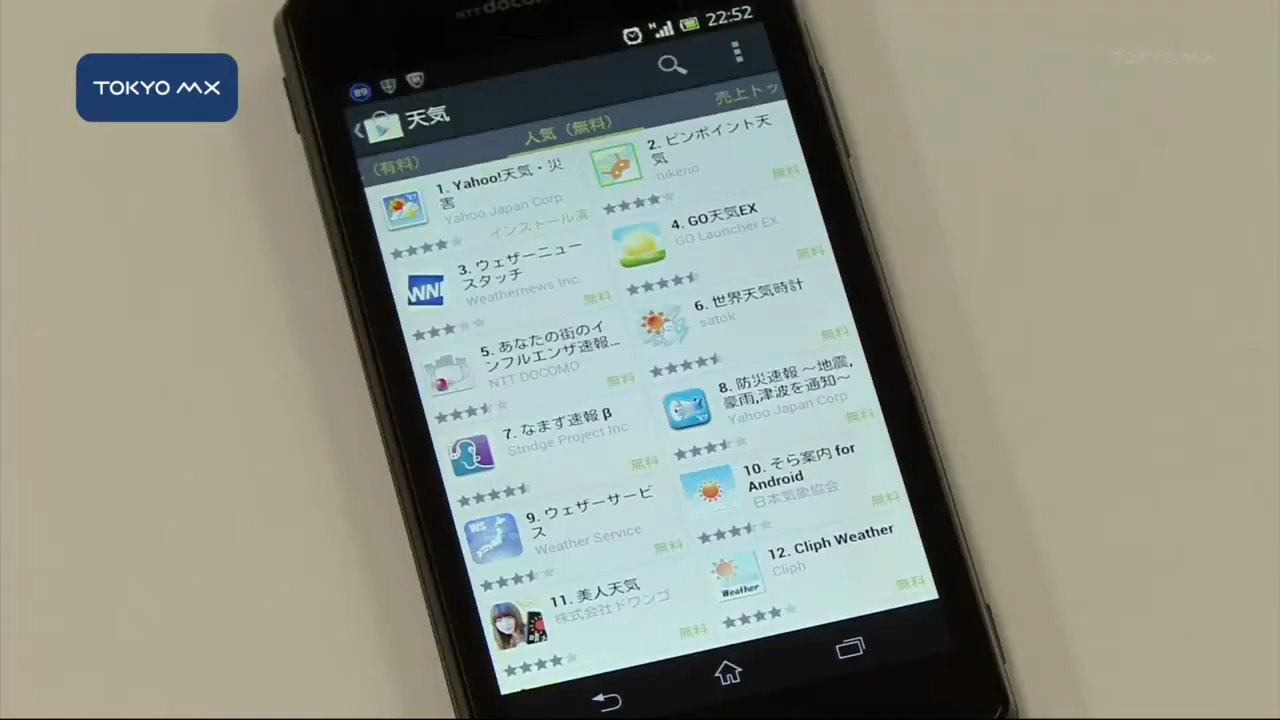 TOKYO MX
TOKYO MX
NTT docomo
22:52
89
天気
(有料)
人気(無料)
売上トッ
1. Yahoo!天気・災
害
Yahoo Japan Corp
インストール済
2. ピンポイント天
気
nikeno
無料
3. ウェザーニュー
スタッチ
Weathernews Inc.
無料
WNI
4. GO天気EX
GO Launcher EX
無料
5. あなたの街のイ
ンフルエンザ速報...
NTT DOCOMO
無料
6. 世界天気時計
satok
無料
7. なまず速報 β
Stridge Project Inc
無料
8. 防災速報 ～地震,
豪雨,津波を通知～
Yahoo Japan Corp
無料
9. ウェザーサービ
ス
Weather Service
無料
WS
10. そら案内 for
Android
日本気象協会
無料
11. 美人天気
株式会社ドワンゴ
無料
12. Cliph Weather
Cliph
無料
Weather